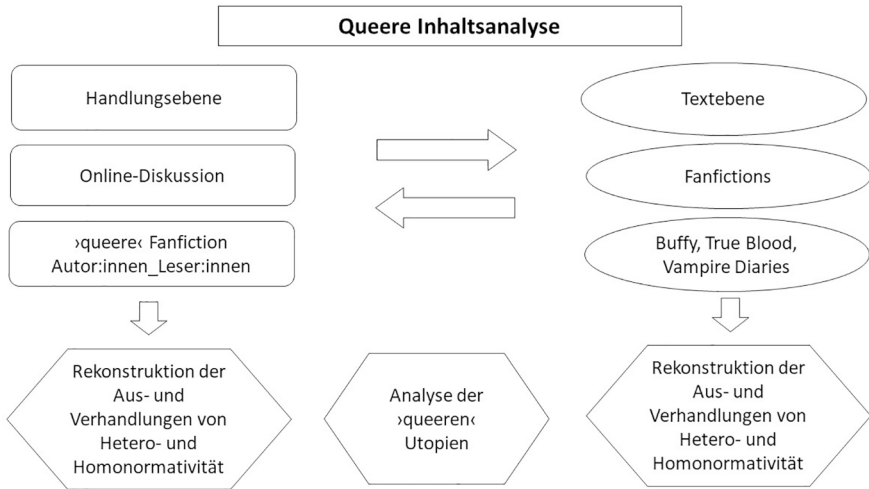 Queere Inhaltsanalyse
Handlungsebene
Textebene
Online-Diskussion
Fanfictions
›queere‹ Fanfiction
Autor:innen_Leser:innen
Buffy, True Blood,
Vampire Diaries
Rekonstruktion der
Aus- und
Verhandlungen von
Hetero- und
Homonormativität
Analyse der
›queeren‹
Utopien
Rekonstruktion der
Aus- und
Verhandlungen von
Hetero- und
Homonormativität